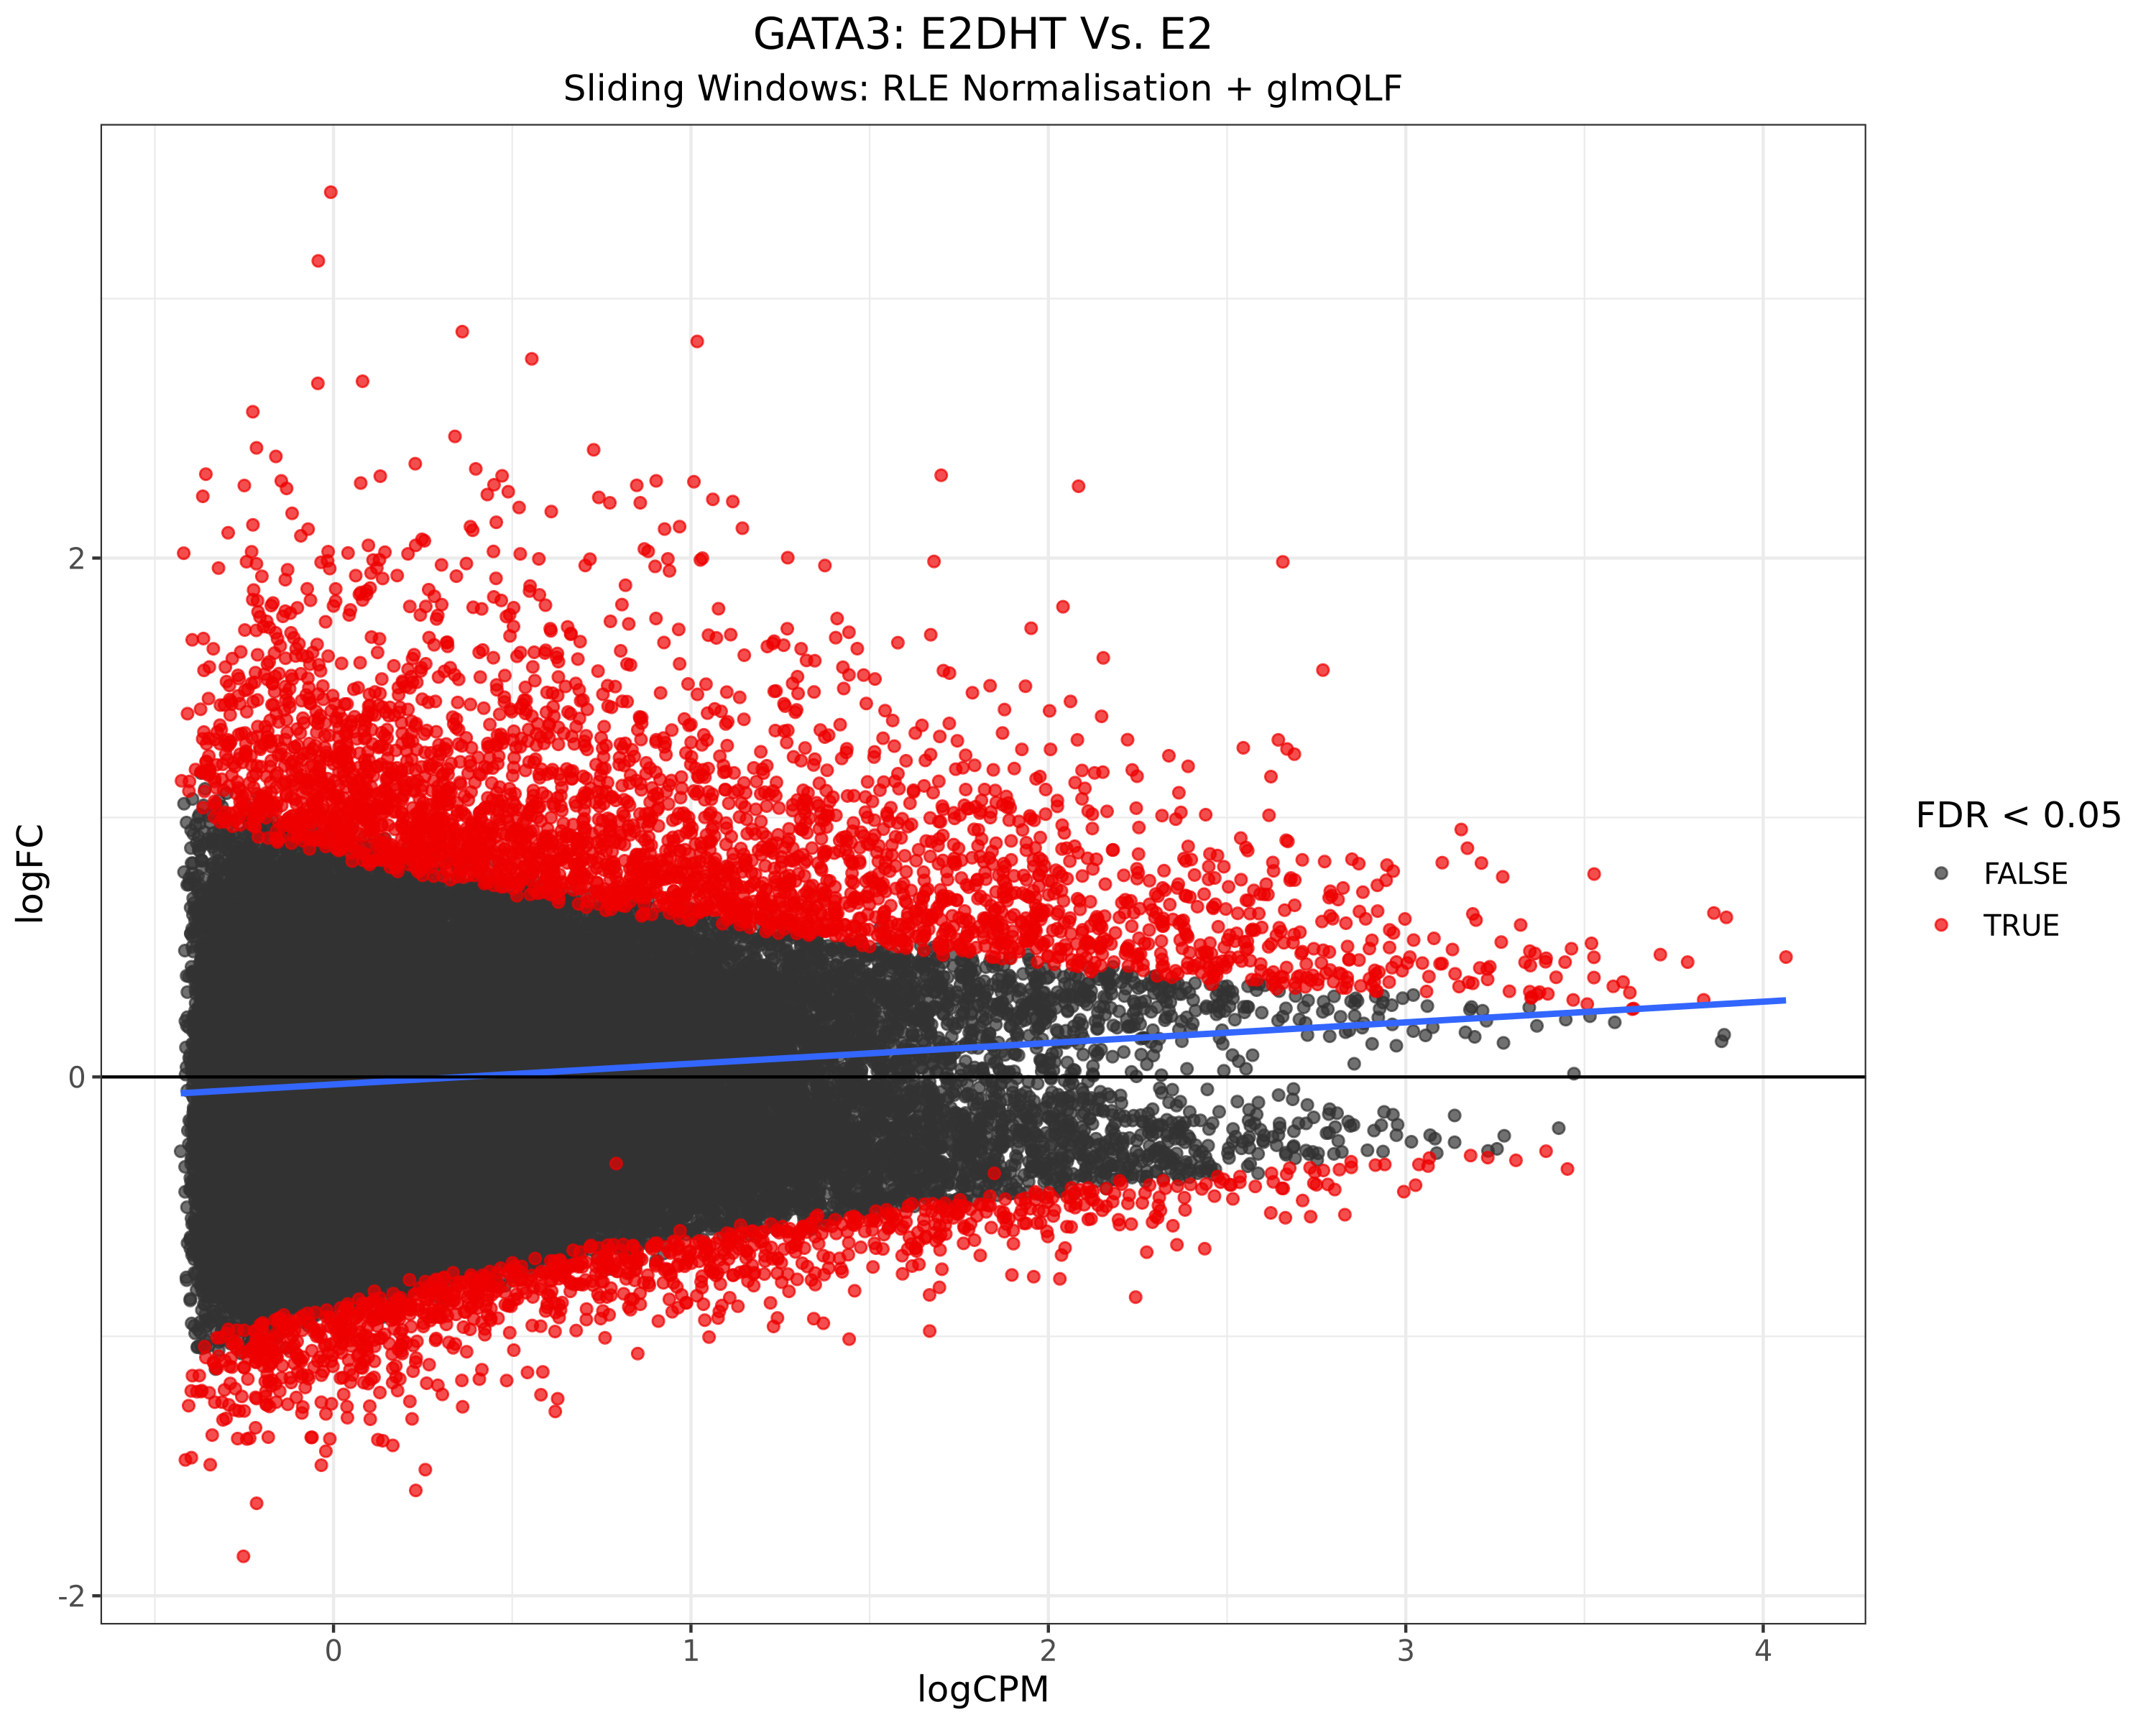 GATA3: E2DHT Vs. E2
Sliding Windows: RLE Normalisation + glmQLF
logFC
2
0
-2
0 1 2 3 4
logCPM
FDR < 0.05
FALSE
TRUE